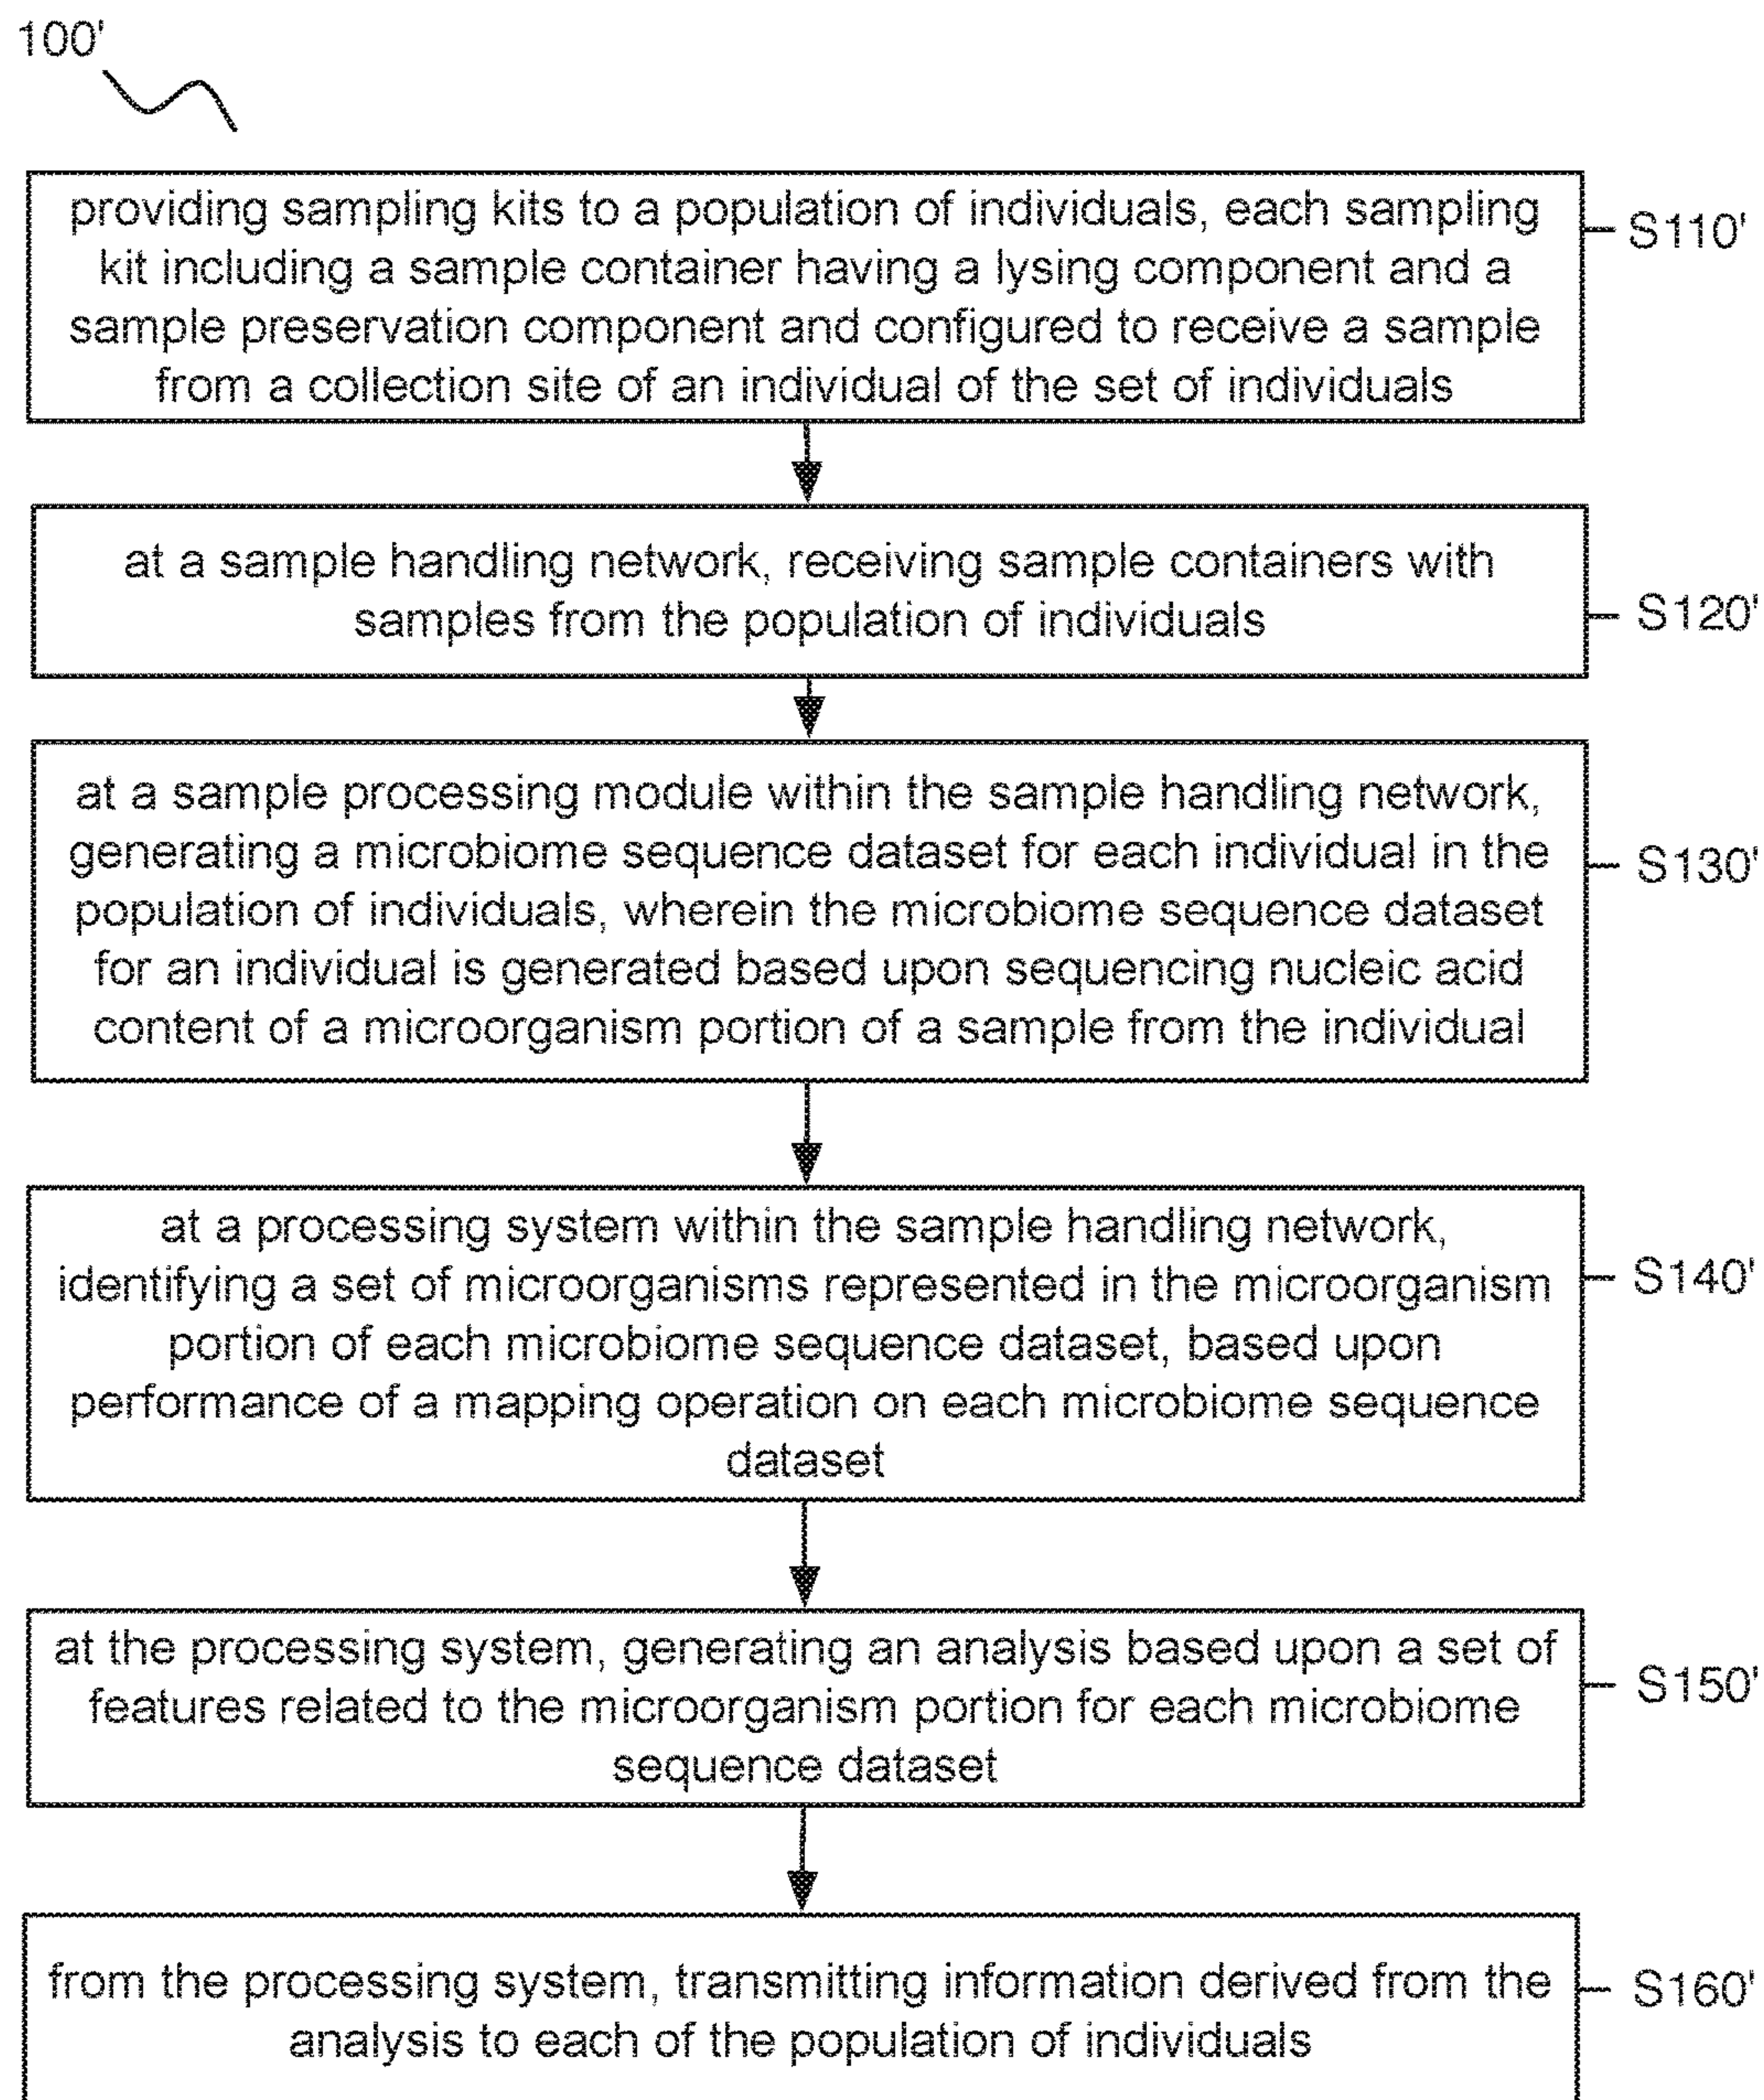 100'
providing sampling kits to a population of individuals, each sampling
kit including a sample container having a lysing component and a
sample preservation component and configured to receive a sample
from a collection site of an individual of the set of individuals
S110'
at a sample handling network, receiving sample containers with
samples from the population of individuals
S120'
at a sample processing module within the sample handling network,
generating a microbiome sequence dataset for each individual in the
population of individuals, wherein the microbiome sequence dataset
for an individual is generated based upon sequencing nucleic acid
content of a microorganism portion of a sample from the individual
S130'
at a processing system within the sample handling network,
identifying a set of microorganisms represented in the microorganism
portion of each microbiome sequence dataset, based upon
performance of a mapping operation on each microbiome sequence
dataset
S140'
at the processing system, generating an analysis based upon a set of
features related to the microorganism portion for each microbiome
sequence dataset
S150'
from the processing system, transmitting information derived from the
analysis to each of the population of individuals
S160'